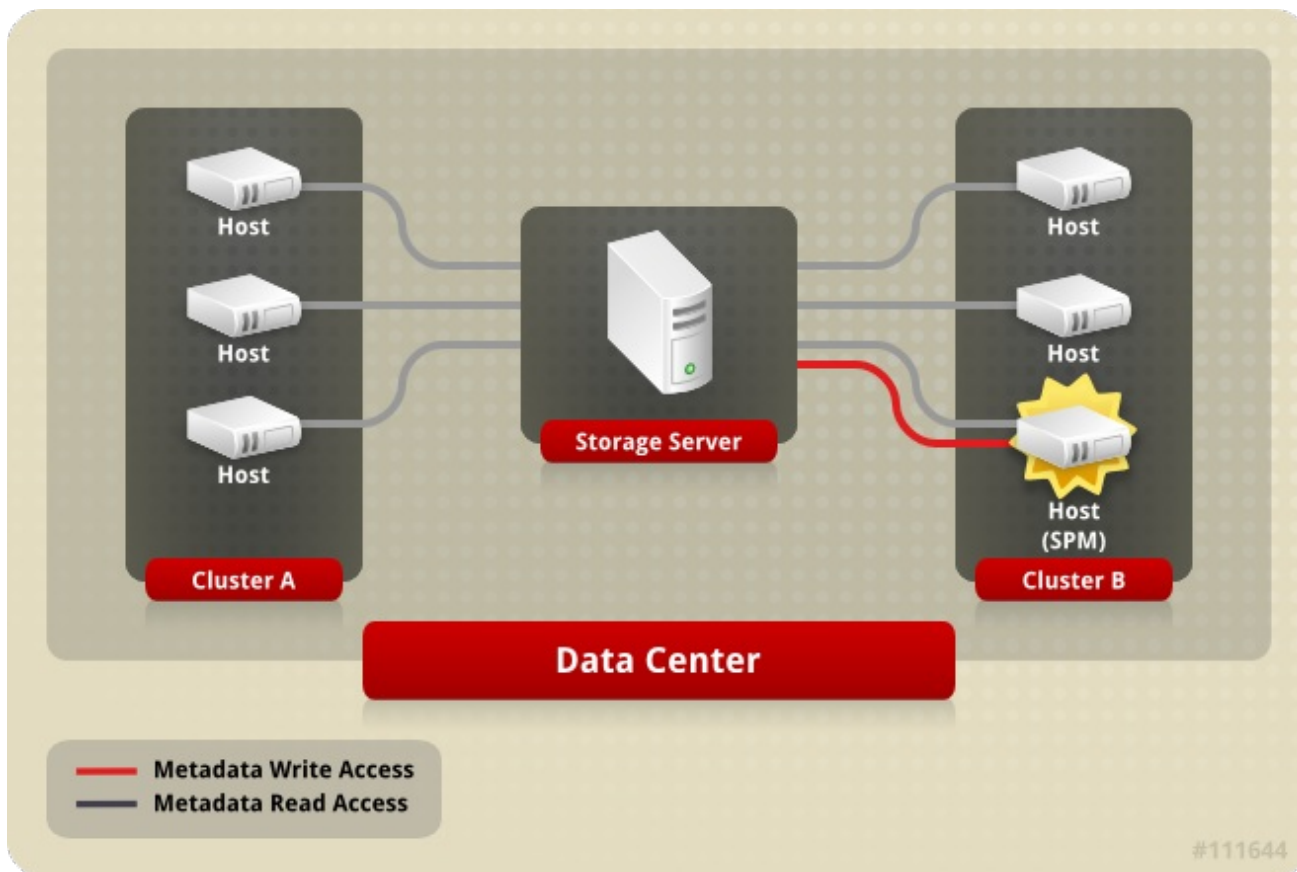 Host
Host
Host
Cluster A
Storage Server
Host
Host
Host
(SPM)
Cluster B
Data Center
Metadata Write Access
Metadata Read Access
#111644